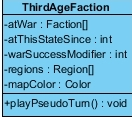 ThirdAgeFaction
-atWar : Faction[]
-atThisStateSince : int
-warSuccessModifier : int
-regions : Region[]
-mapColor : Color
+playPseudoTurn() : void